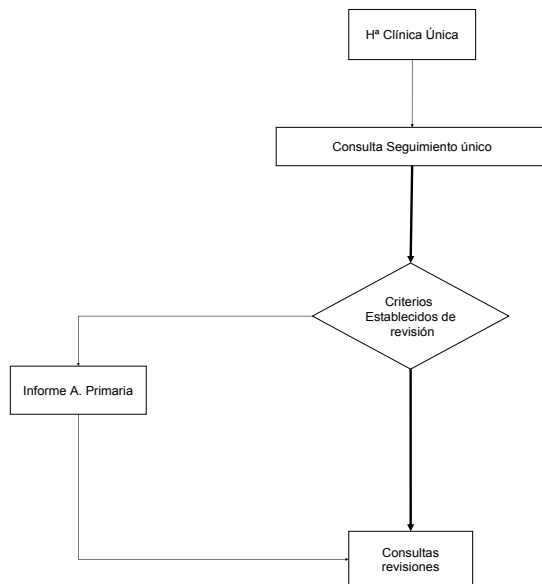 Hª Clínica Única
Consulta Seguimiento único
Criterios
Establecidos de
revisión
Informe A. Primaria
Consultas
revisiones